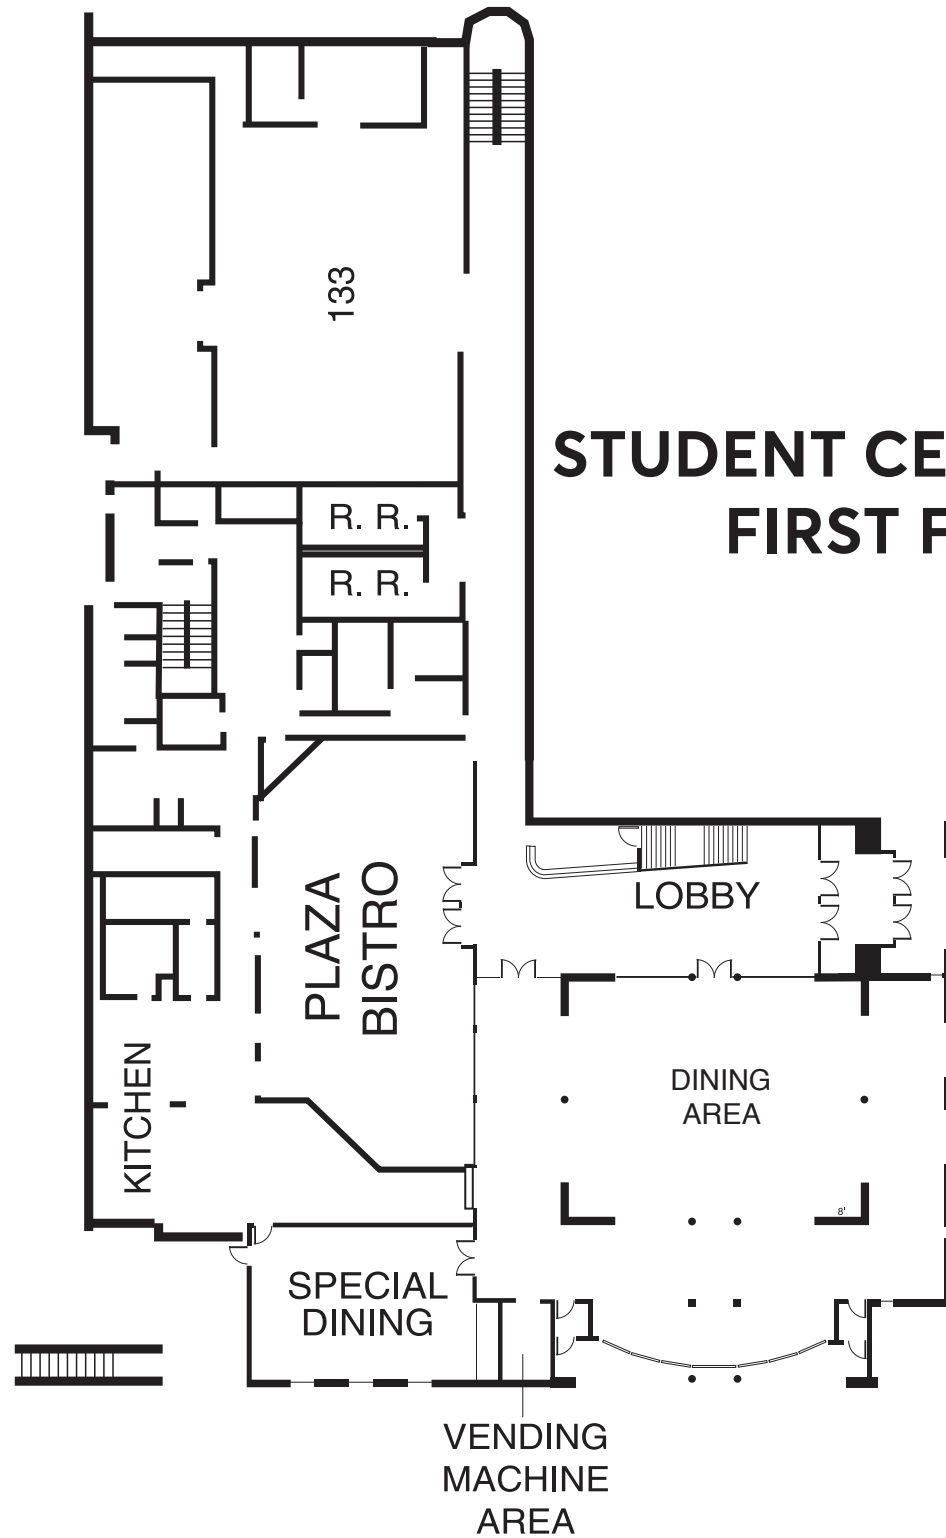 133
STUDENT CE
FIRST F
R. R.
R. R.
PLAZA
BISTRO
LOBBY
DINING
AREA
KITCHEN
8'
SPECIAL
DINING
VENDING
MACHINE
AREA